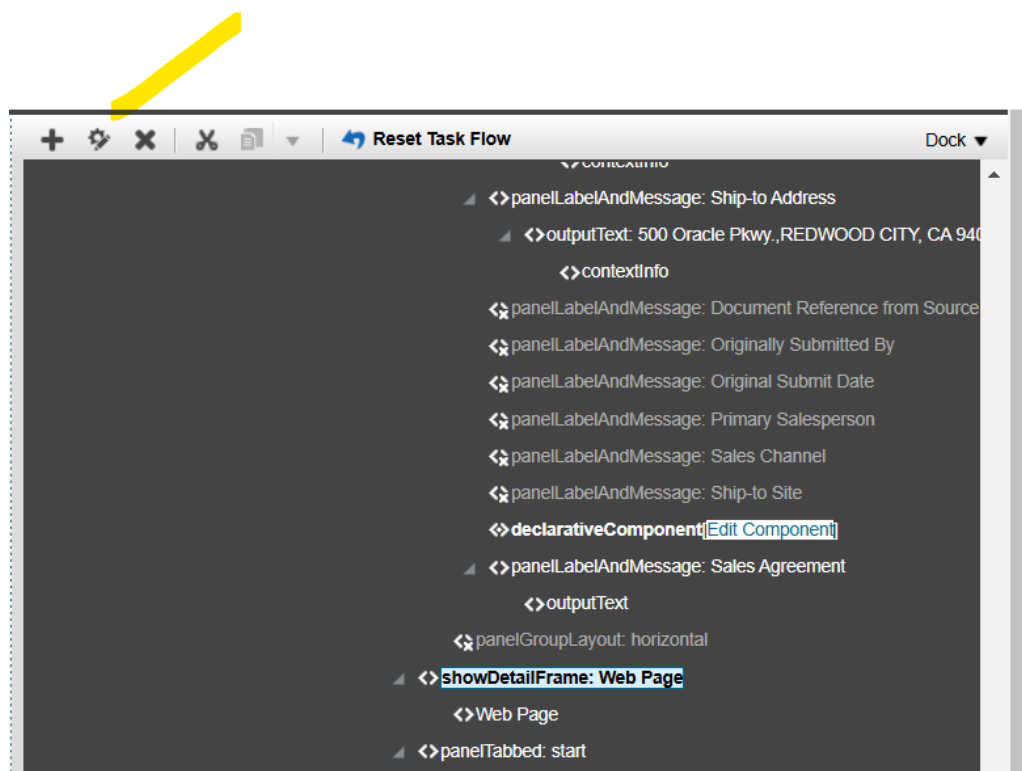 Reset Task Flow
Dock
contextInfo
panelLabelAndMessage: Ship-to Address
outputText: 500 Oracle Pkwy.,REDWOOD CITY, CA 940
contextInfo
panelLabelAndMessage: Document Reference from Source
panelLabelAndMessage: Originally Submitted By
panelLabelAndMessage: Original Submit Date
panelLabelAndMessage: Primary Salesperson
panelLabelAndMessage: Sales Channel
panelLabelAndMessage: Ship-to Site
declarativeComponent[Edit Component]
panelLabelAndMessage: Sales Agreement
outputText
panelGroupLayout: horizontal
showDetailFrame: Web Page
Web Page
panelTabbed: start